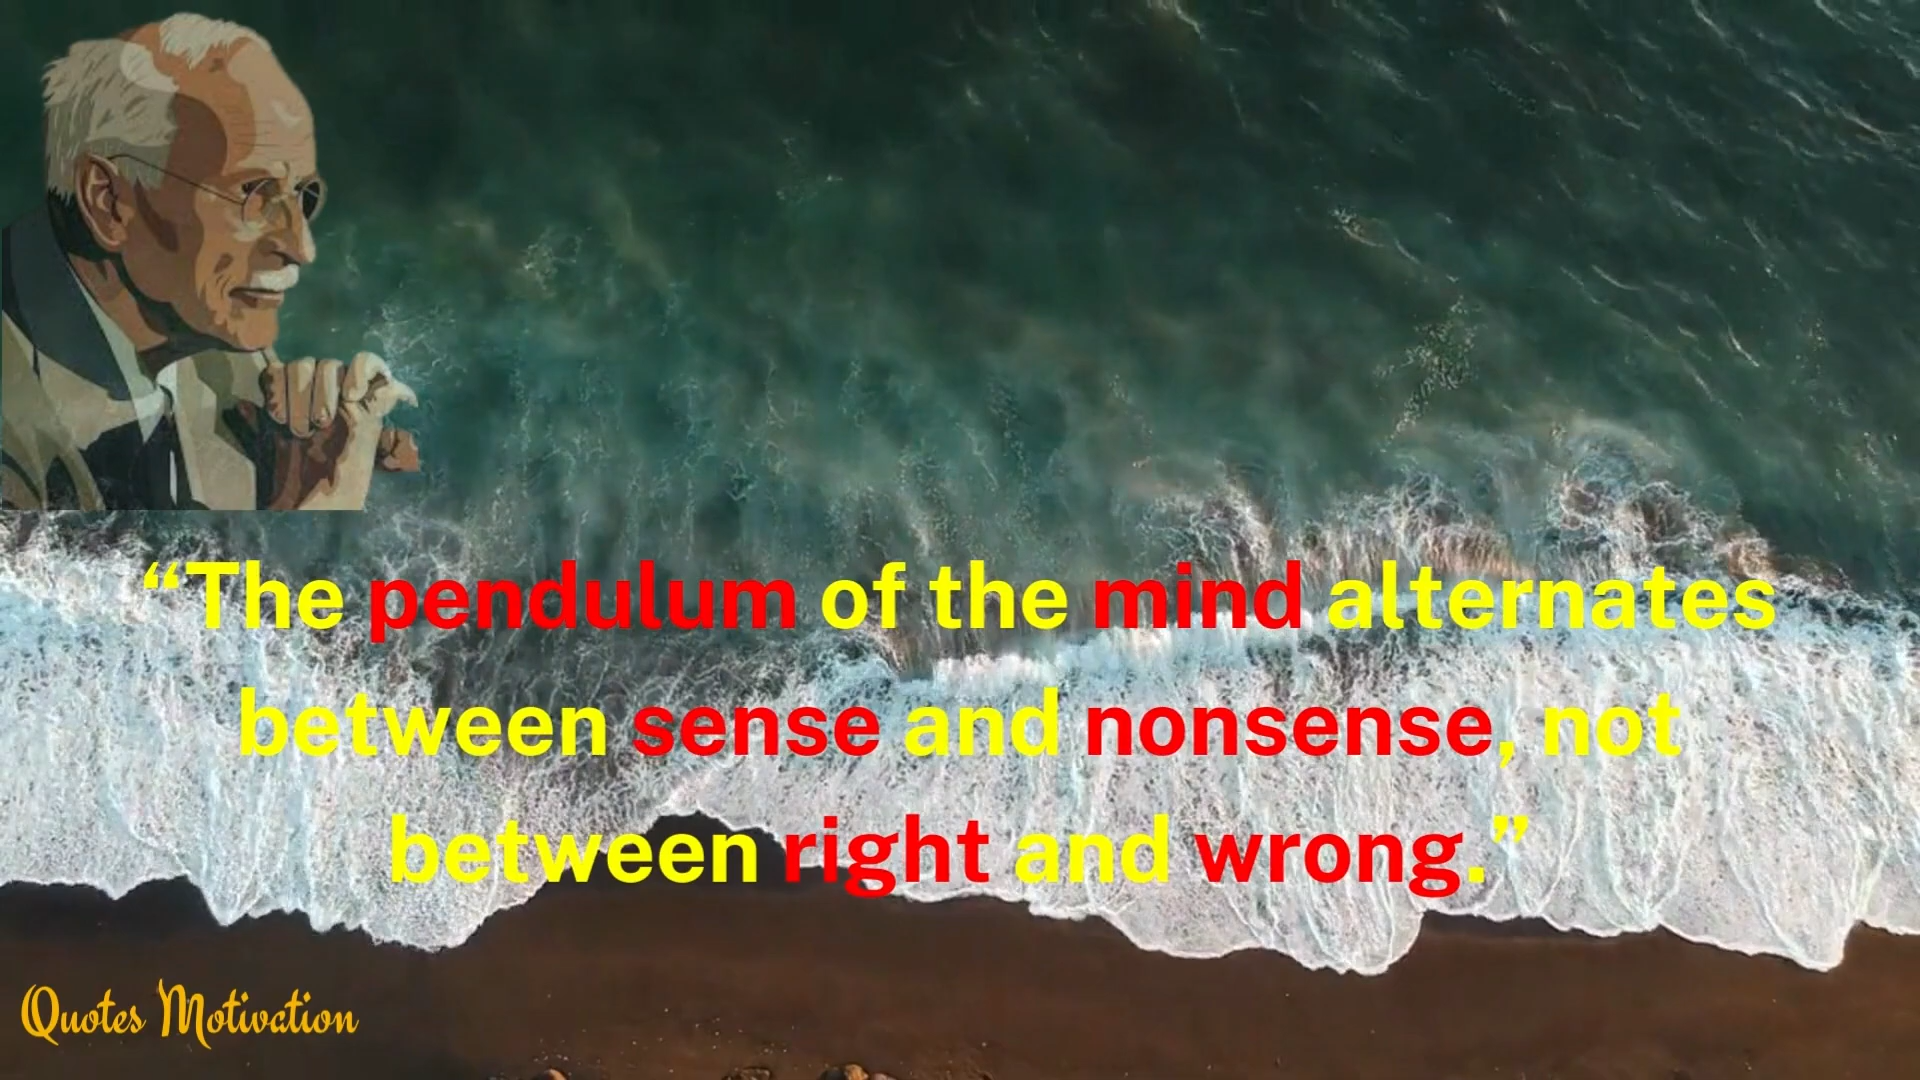 “The pendulum of the mind alternates
between sense and nonsense, not
between right and wrong.”
Quotes Motivation